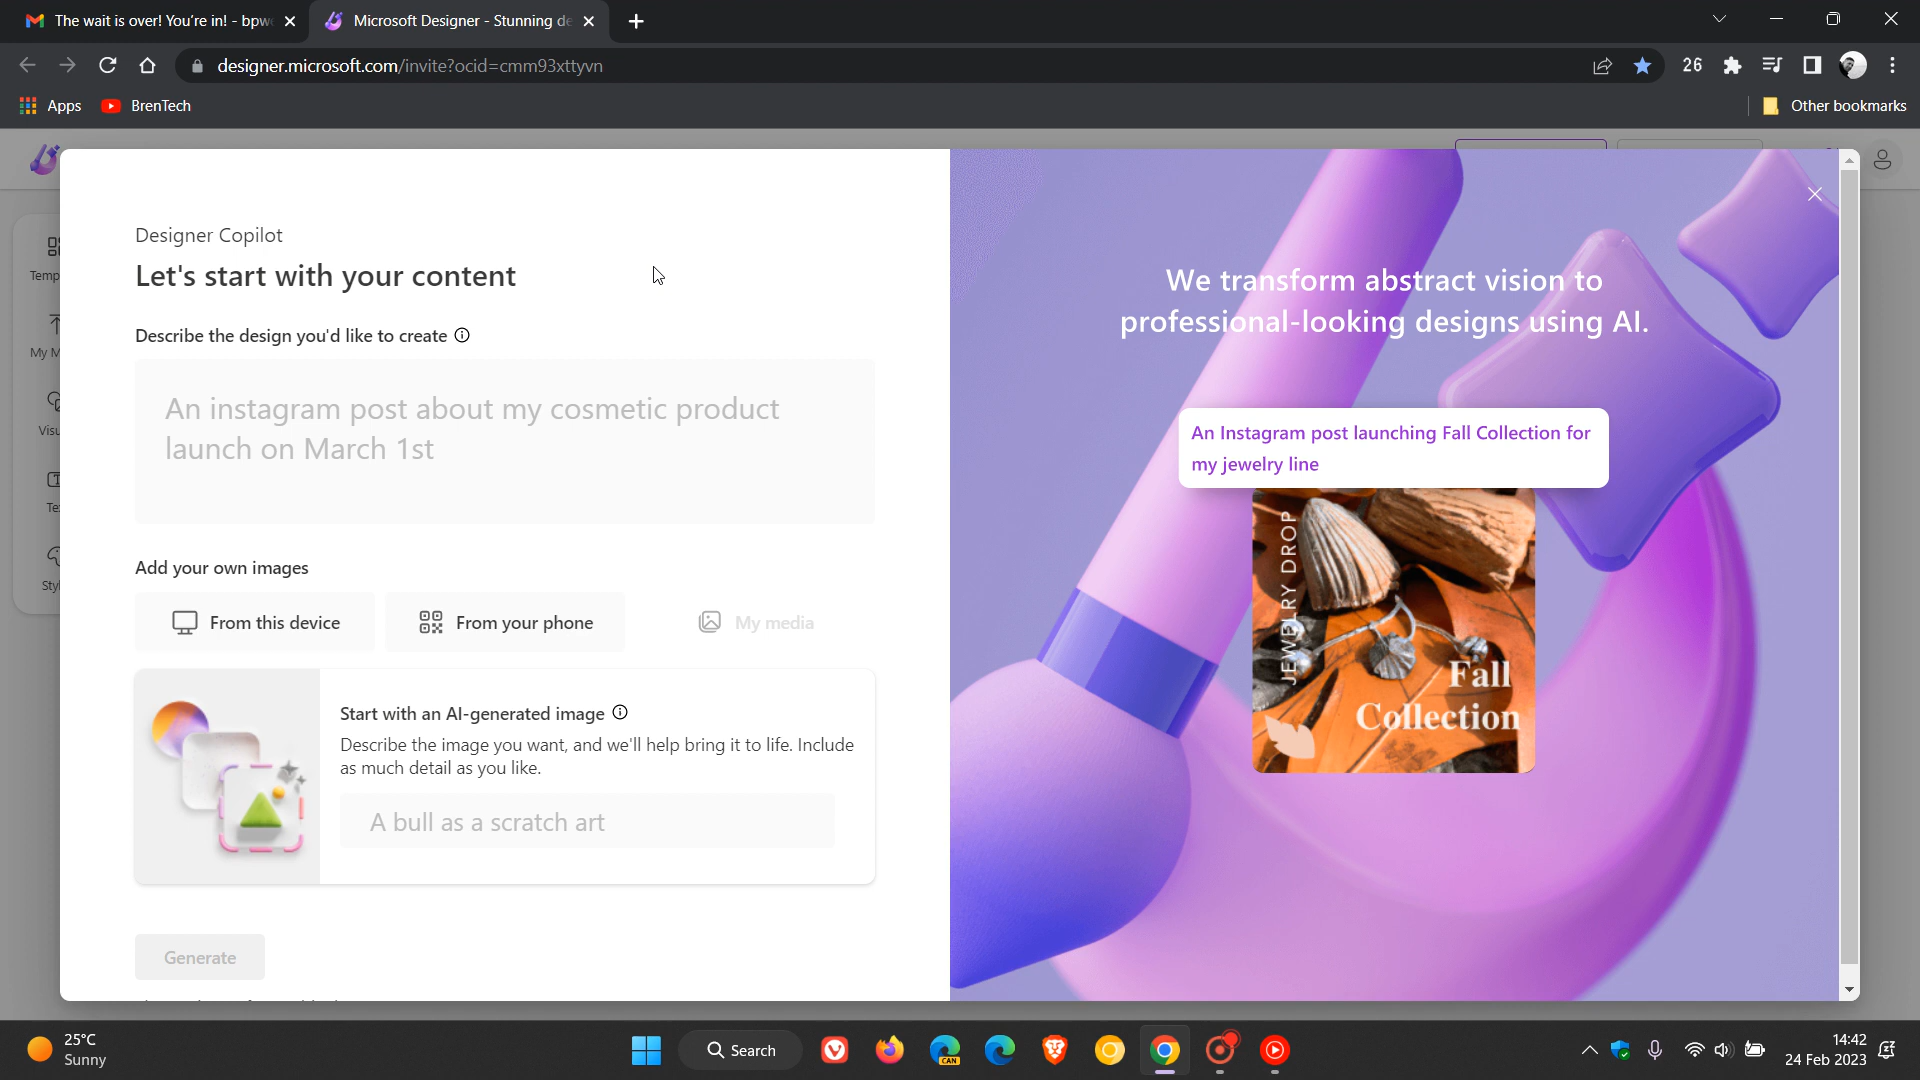 The wait is over! You're in! - bpw
Microsoft Designer - Stunning de
designer.microsoft.com/invite?ocid=cmm93xttyvn
26
Apps
BrenTech
Other bookmarks
Temp
My M
Visu
Te
Sty
Designer Copilot
Let's start with your content
Describe the design you'd like to create
An instagram post about my cosmetic product
launch on March 1st
Add your own images
From this device
From your phone
My media
Start with an AI-generated image
Describe the image you want, and we'll help bring it to life. Include
as much detail as you like.
A bull as a scratch art
Generate
We transform abstract vision to
professional-looking designs using AI.
An Instagram post launching Fall Collection for
my jewelry line
JEWELRY DROP
Fall
Collection
25°C
Sunny
Search
CAN
14:42
24 Feb 2023